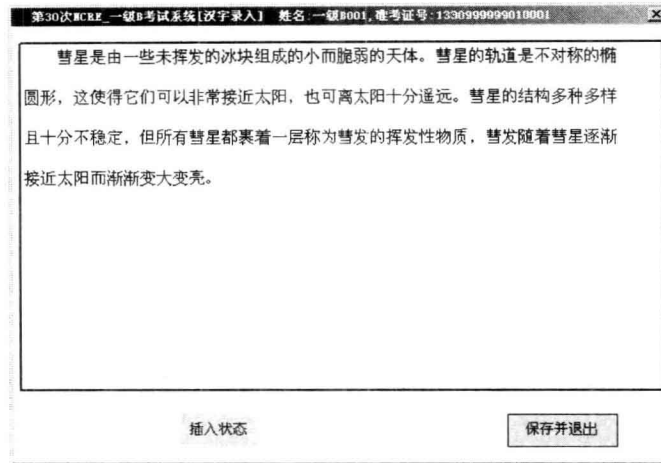 第30次NCRE_一级B考试系统[汉字录入] 姓名:一级B001,准考证号:1330999999010001
彗星是由一些未挥发的冰块组成的小而脆弱的天体。彗星的轨道是不对称的椭
圆形，这使得它们可以非常接近太阳，也可离太阳十分遥远。彗星的结构多种多样
且十分不稳定，但所有彗星都裹着一层称为彗发的挥发性物质，彗发随着彗星逐渐
接近太阳而渐渐变大变亮。
插入状态 保存并退出